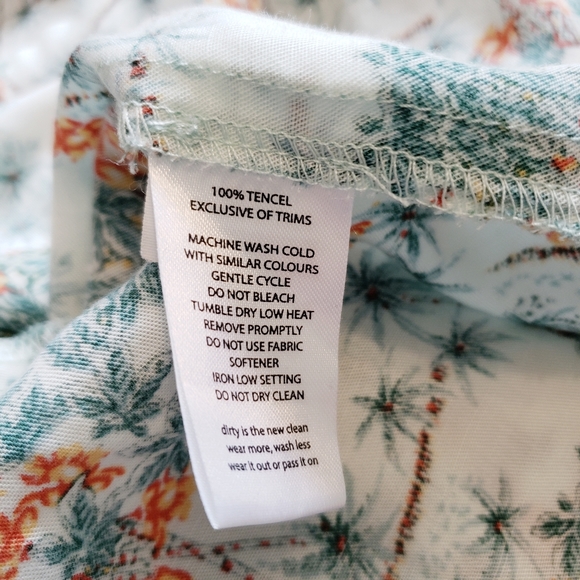 100% TENCEL
EXCLUSIVE OF TRIMS
MACHINE WASH COLD
WITH SIMILAR COLOURS
GENTLE CYCLE
DO NOT BLEACH
TUMBLE DRY LOW HEAT
REMOVE PROMPTLY
DO NOT USE FABRIC
SOFTENER
IRON LOW SETTING
DO NOT DRY CLEAN
dirty is the new clean
wear more, wash less
wear it out or pass it on